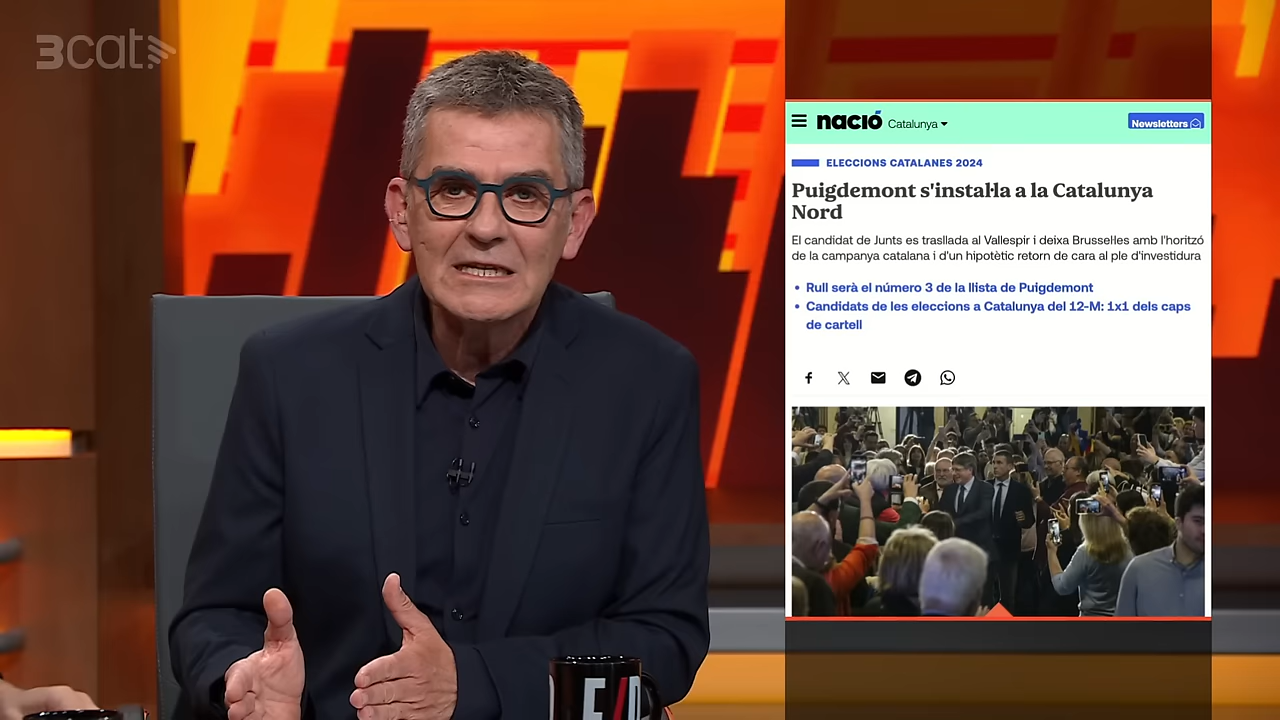 3cat
nació Catalunya
Newsletters
ELECCIONS CATALANES 2024
Puigdemont s'instal·la a la Catalunya
Nord
El candidat de Junts es trasllada al Vallespir i deixa Brussel·les amb l'horitzó
de la campanya catalana i d'un hipotètic retorn de cara al ple d'investidura
• Rull serà el número 3 de la llista de Puigdemont
• Candidats de les eleccions a Catalunya del 12-M: 1x1 dels caps
de cartell